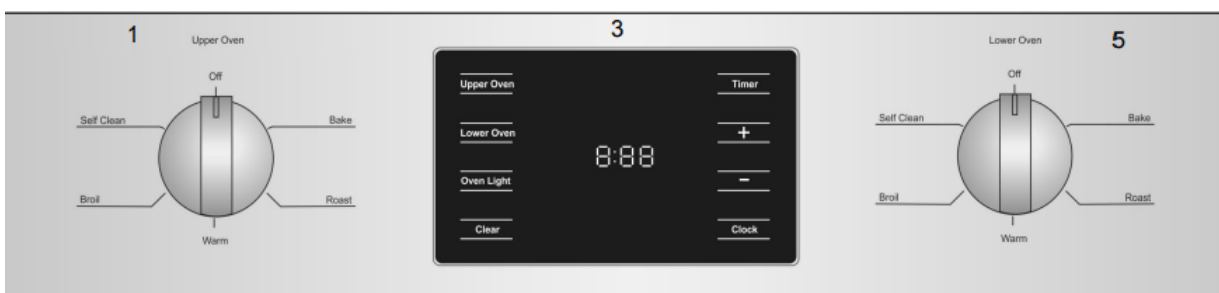 1
Upper Oven
Off
Self Clean
Bake
Broil
Roast
Warm
3
Upper Oven
Timer
Lower Oven
+
8:88
Oven Light
-
Clear
Clock
Lower Oven
5
Off
Self Clean
Bake
Broil
Roast
Warm